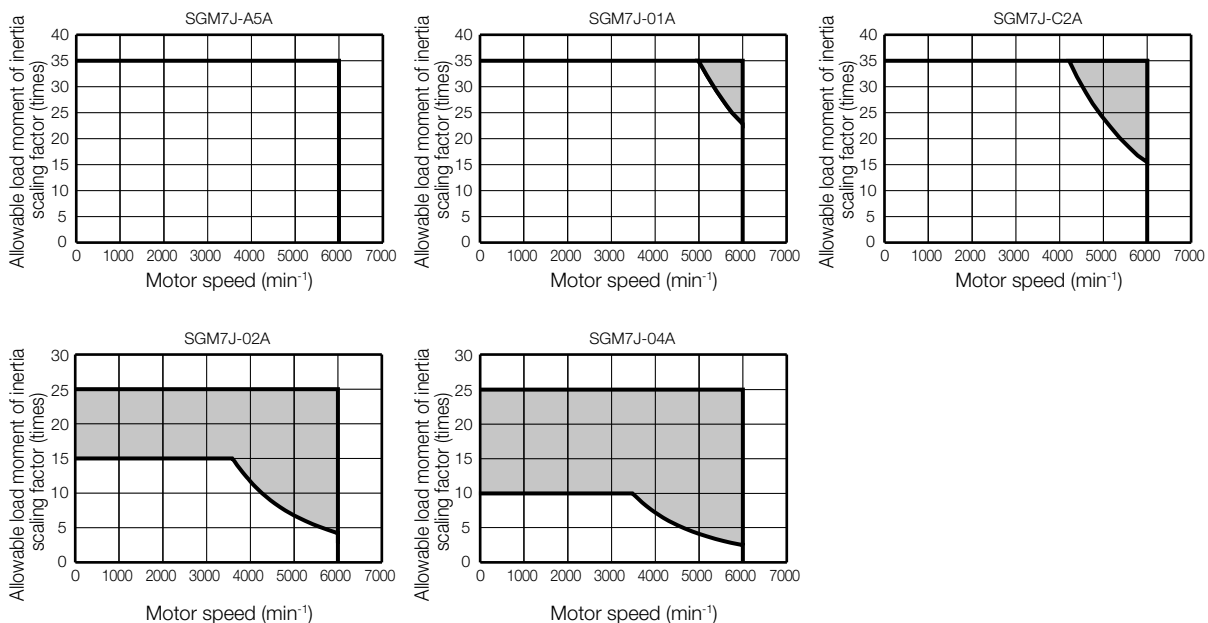 SGM7J-A5A
Allowable load moment of inertia
scaling factor (times)
40
35
30
25
20
15
10
5
0
0 1000 2000 3000 4000 5000 6000 7000
Motor speed (min-1)
SGM7J-01A
Allowable load moment of inertia
scaling factor (times)
40
35
30
25
20
15
10
5
0
0 1000 2000 3000 4000 5000 6000 7000
Motor speed (min-1)
SGM7J-C2A
Allowable load moment of inertia
scaling factor (times)
40
35
30
25
20
15
10
5
0
0 1000 2000 3000 4000 5000 6000 7000
Motor speed (min-1)
SGM7J-02A
Allowable load moment of inertia
scaling factor (times)
30
25
20
15
10
5
0
0 1000 2000 3000 4000 5000 6000 7000
Motor speed (min-1)
SGM7J-04A
Allowable load moment of inertia
scaling factor (times)
30
25
20
15
10
5
0
0 1000 2000 3000 4000 5000 6000 7000
Motor speed (min-1)